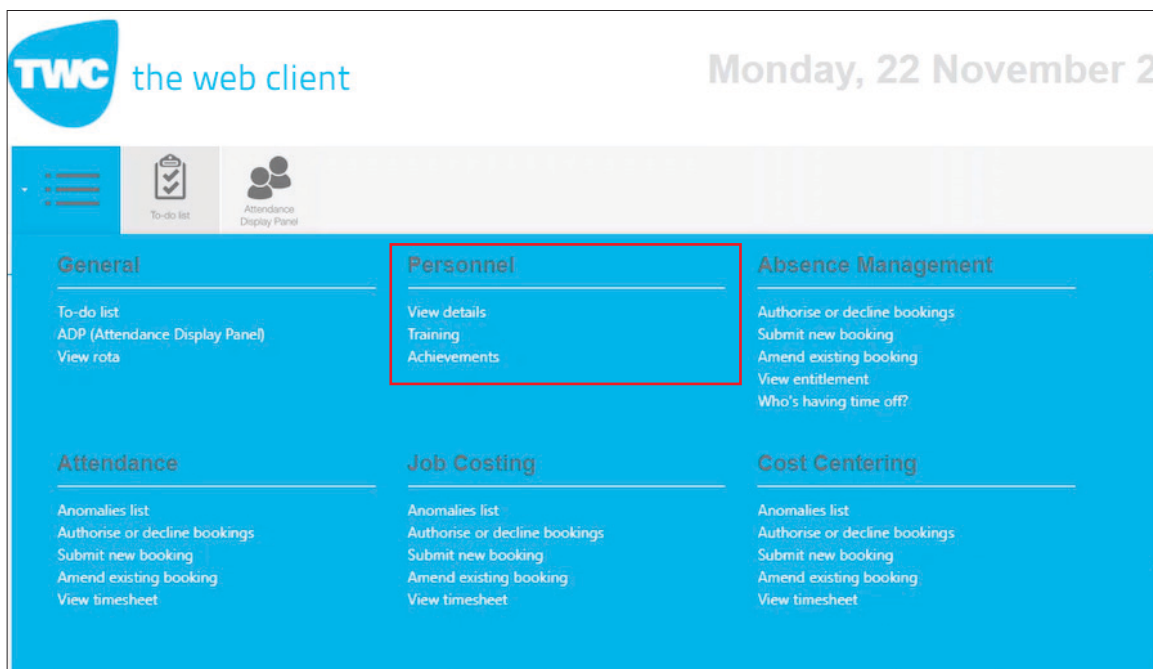 TWC the web client
Monday, 22 November 2
To-do list
Attendance
Display Panel
General
To-do list
ADP (Attendance Display Panel)
View rota
Personnel
View details
Training
Achievements
Absence Management
Authorise or decline bookings
Submit new booking
Amend existing booking
View entitlement
Who's having time off?
Attendance
Anomalies list
Authorise or decline bookings
Submit new booking
Amend existing booking
View timesheet
Job Costing
Anomalies list
Authorise or decline bookings
Submit new booking
Amend existing booking
View timesheet
Cost Centering
Anomalies list
Authorise or decline bookings
Submit new booking
Amend existing booking
View timesheet